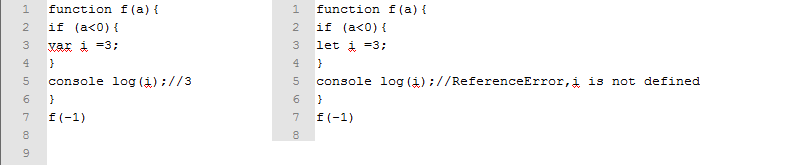 1 function f(a){
2 if (a<0){
3 var i =3;
4 }
5 console log(i);//3
6 }
7 f(-1)
8
9
1 function f(a){
2 if (a<0){
3 let i =3;
4 }
5 console log(i);//ReferenceError,i is not defined
6 }
7 f(-1)
8